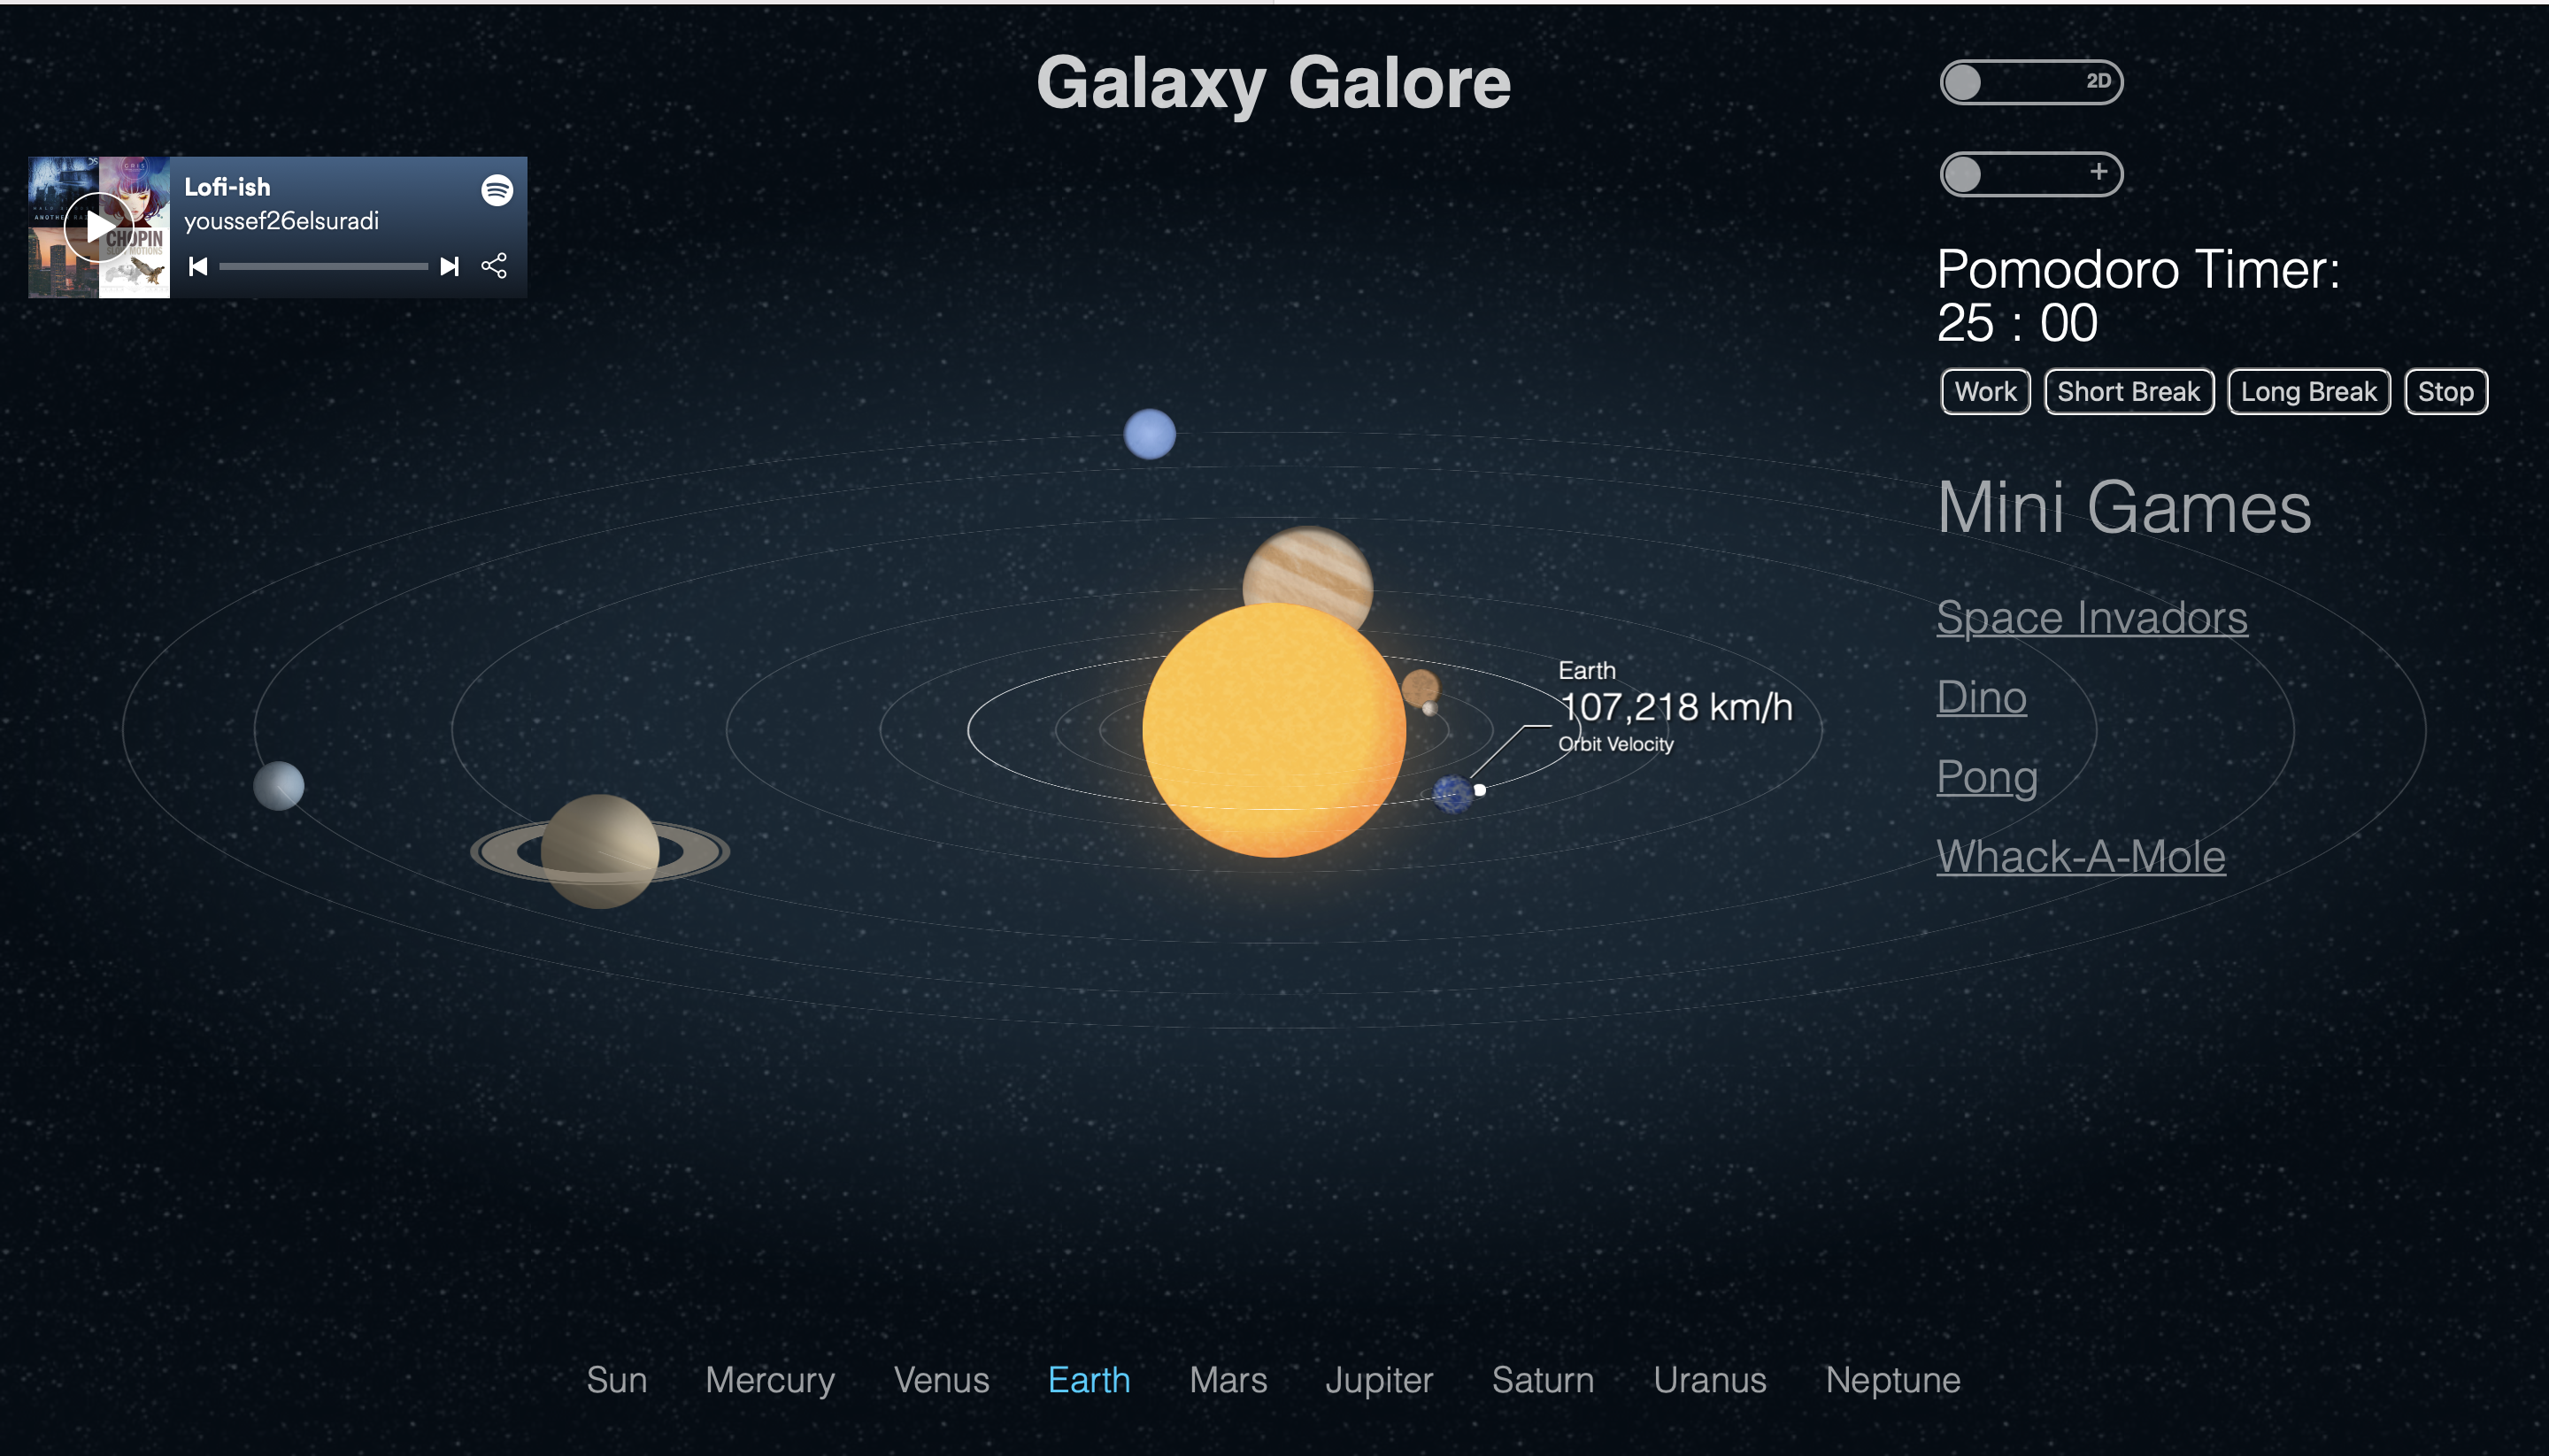 Galaxy Galore
2D
+
Lofi-ish
youssef26elsuradi
CHOPIN
Pomodoro Timer:
25 : 00
Work Short Break Long Break Stop
Mini Games
Space Invadors
Dino
Pong
Whack-A-Mole
Earth
107,218 km/h
Orbit Velocity
Sun Mercury Venus Earth Mars Jupiter Saturn Uranus Neptune